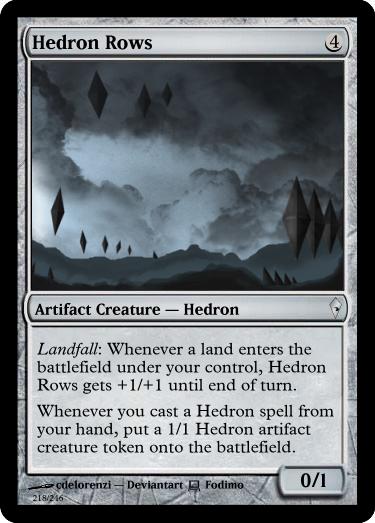 Hedron Rows 4
Artifact Creature — Hedron
Landfall: Whenever a land enters the
battlefield under your control, Hedron
Rows gets +1/+1 until end of turn.
Whenever you cast a Hedron spell from
your hand, put a 1/1 Hedron artifact
creature token onto the battlefield.
cdelorenzi — Deviantart Fodimo
0/1
218/246